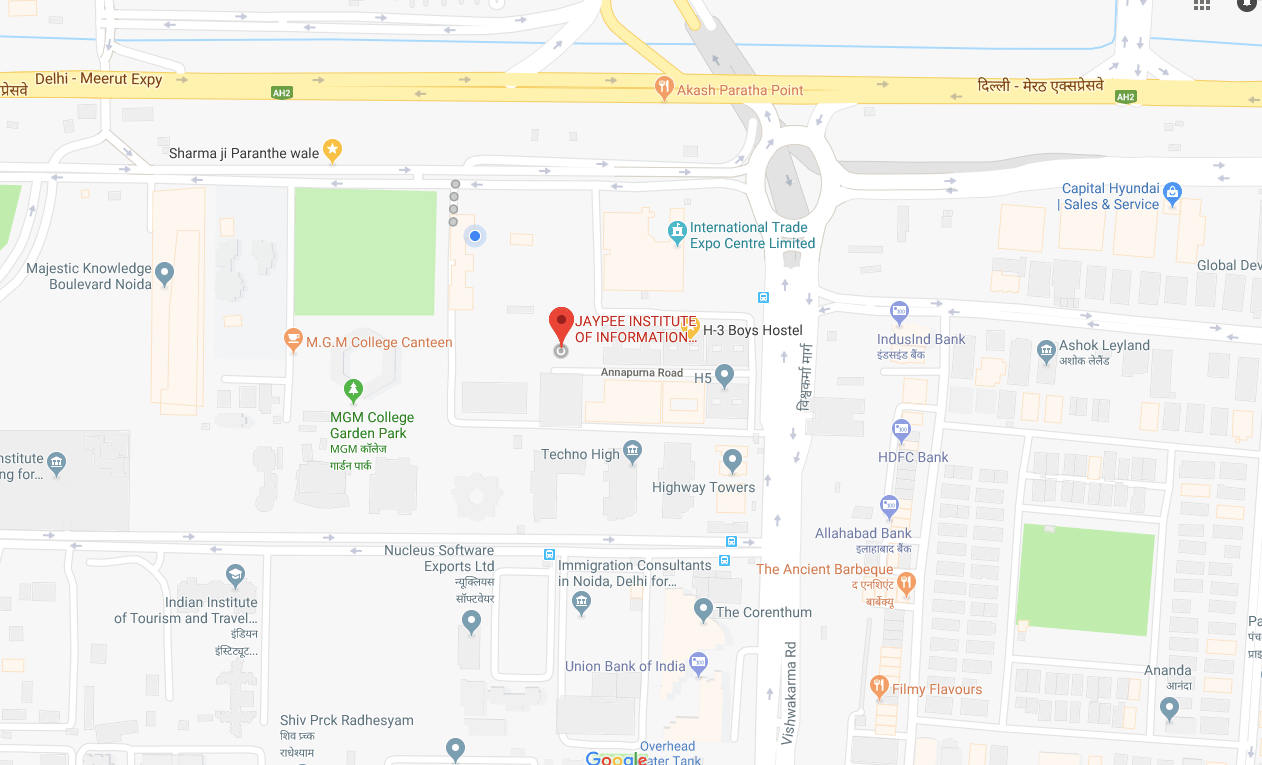 Delhi - Meerut Expy
दिल्ली - मेरठ एक्सप्रेसवे
प्रेसवे
AH2
AH2
Akash Paratha Point
Sharma ji Paranthe wale
Capital Hyundai
| Sales & Service
International Trade
Expo Centre Limited
Majestic Knowledge
Boulevard Noida
Global Dev
JAYPEE INSTITUTE
OF INFORMATION...
H-3 Boys Hostel
M.G.M College Canteen
IndusInd Bank
इंडसइंड बैंक
Ashok Leyland
अशोक लेलैंड
Annapurna Road
H5
विश्वकर्मा मार्ग
MGM College
Garden Park
MGM कॉलेज
गार्डन पार्क
HDFC Bank
nstitute
ng for...
Techno High
Highway Towers
Allahabad Bank
इलाहाबाद बैंक
Nucleus Software
Exports Ltd
न्यूक्लियस
सॉफ्टवेयर
Immigration Consultants
in Noida, Delhi for...
The Ancient Barbeque
द एनशिएंट
बार्बेक्यू
Indian Institute
of Tourism and Travel...
इंडियन
इंस्टिट्यूट...
The Corenthum
Union Bank of India
Vishwakarma Rd
Pa
पंच
प्राइ
Ananda
आनंदा
Filmy Flavours
Shiv Prck Radhesyam
शिव प्र्च्क
राधेश्याम
Overhead
ater Tank
Google